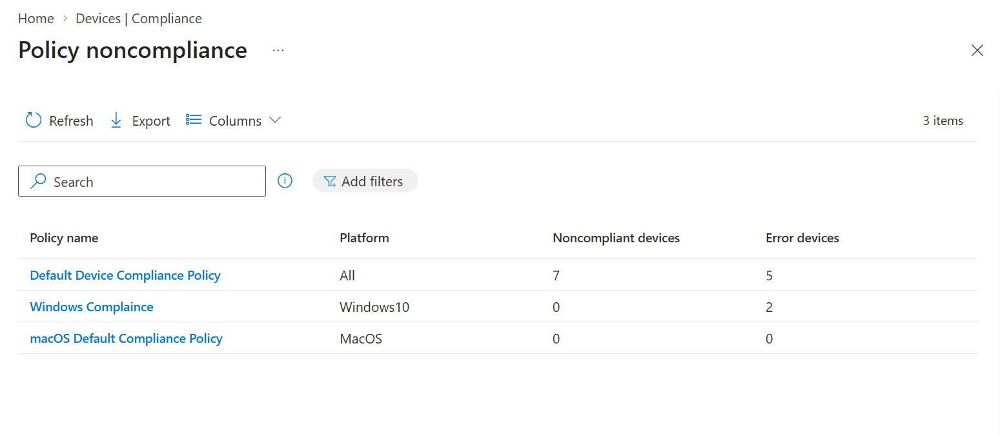 Home > Devices | Compliance
Policy noncompliance ...
Refresh Export Columns 3 items
Search Add filters
Policy name Platform Noncompliant devices Error devices
Default Device Compliance Policy All 7 5
Windows Complaince Windows10 0 2
macOS Default Compliance Policy MacOS 0 0